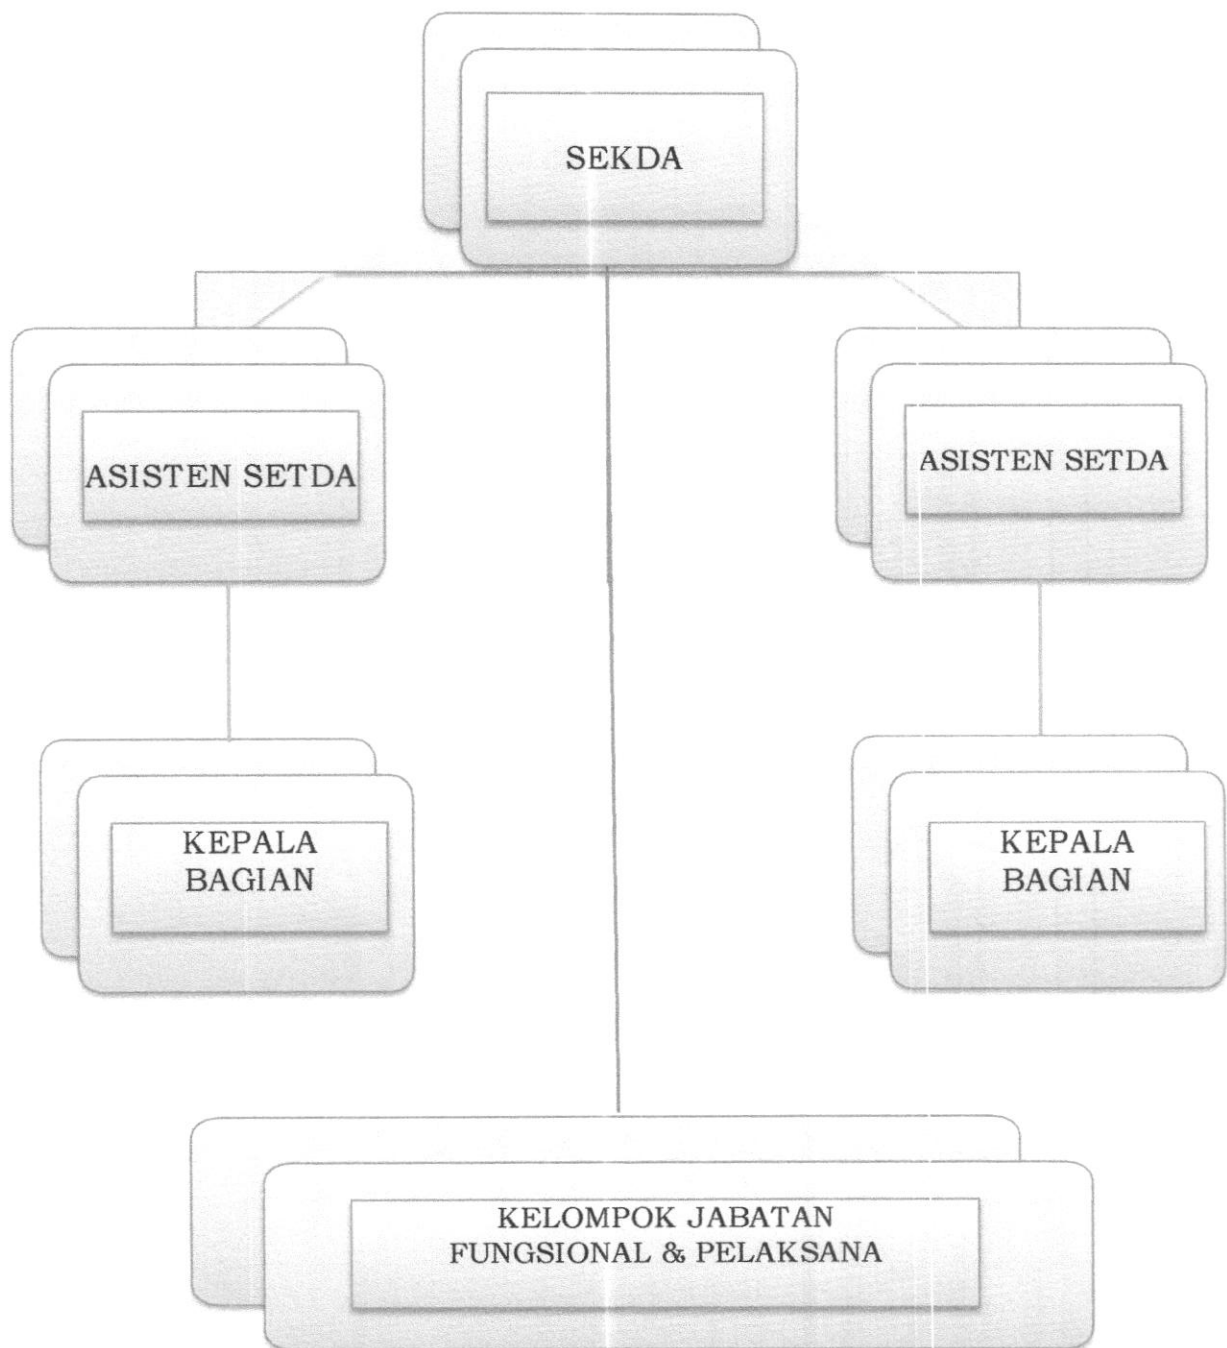 SEKDA
ASISTEN SETDA
ASISTEN SETDA
KEPALA
BAGIAN
KEPALA
BAGIAN
KELOMPOK JABATAN
FUNGSIONAL & PELAKSANA